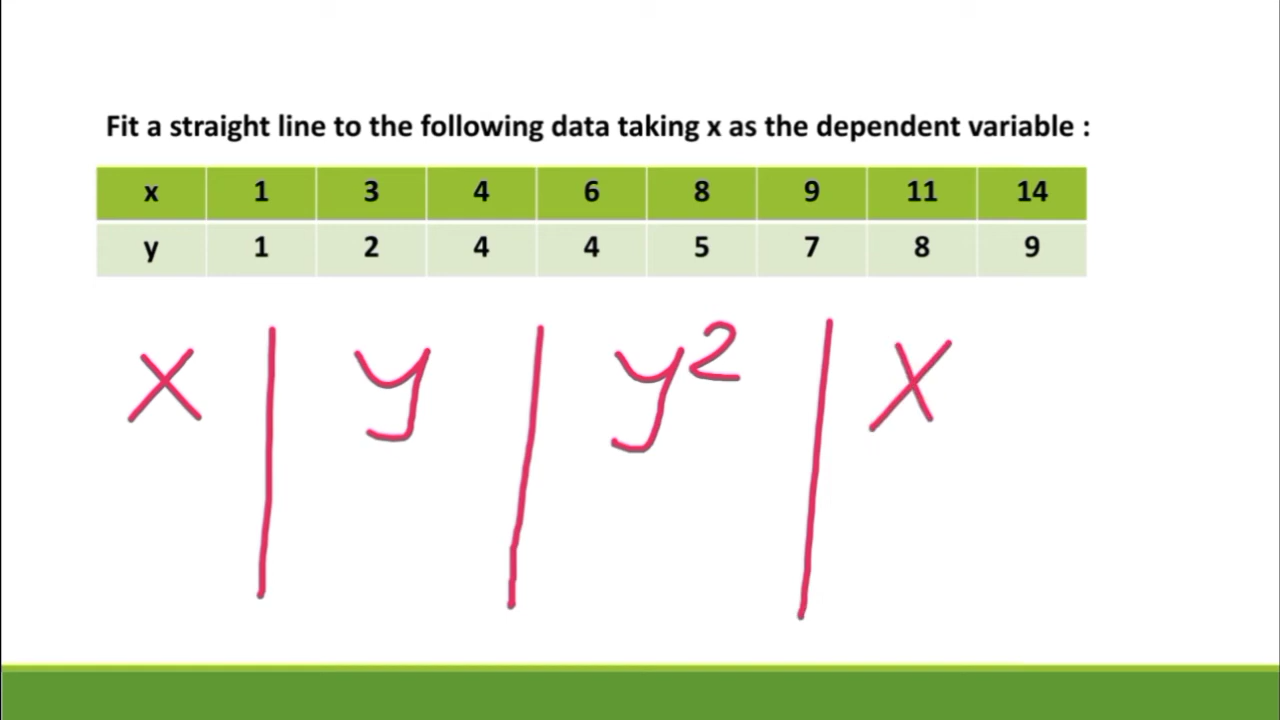 Fit a straight line to the following data taking x as the dependent variable :
x 1 3 4 6 8 9 11 14
y 1 2 4 4 5 7 8 9
x y y² x